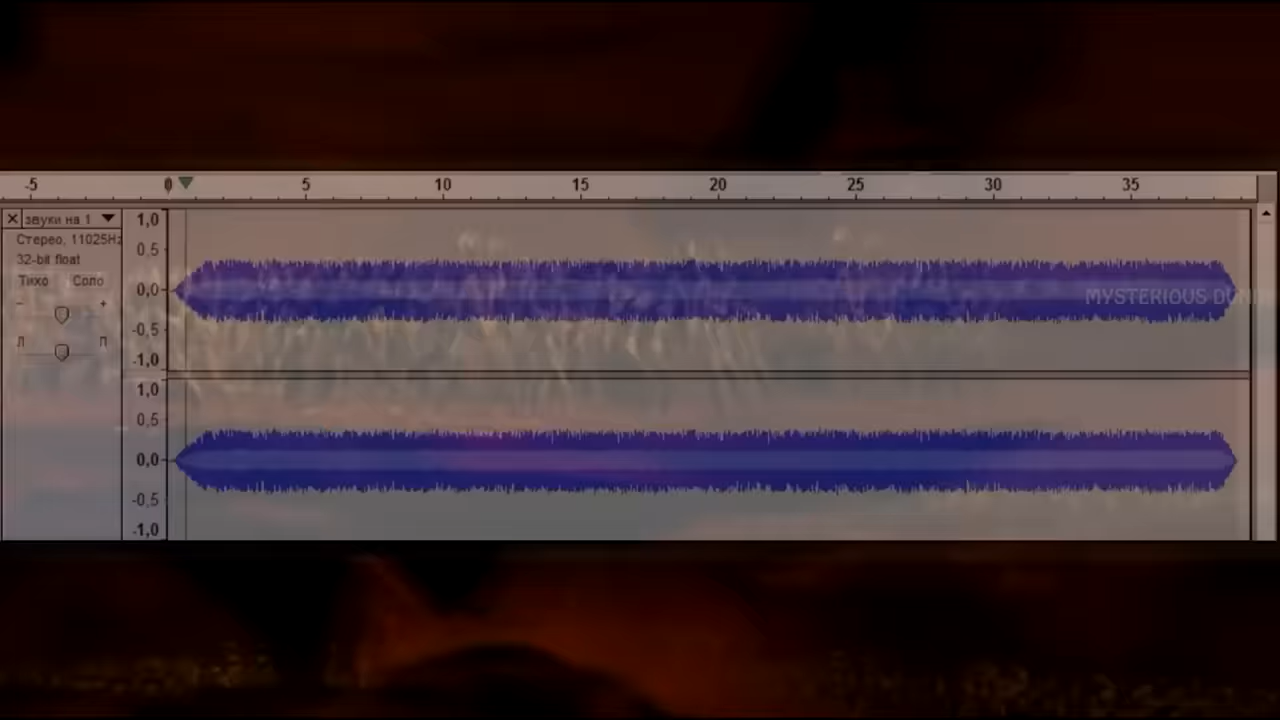 -5 0 5 10 15 20 25 30 35
звуки на 1
Стерео, 11025Hz
32-bit float
Тихо Соло
- +
Л П
1,0
0,5
0,0
-0,5
-1,0
1,0
0,5
0,0
-0,5
-1,0
MYSTERIOUS